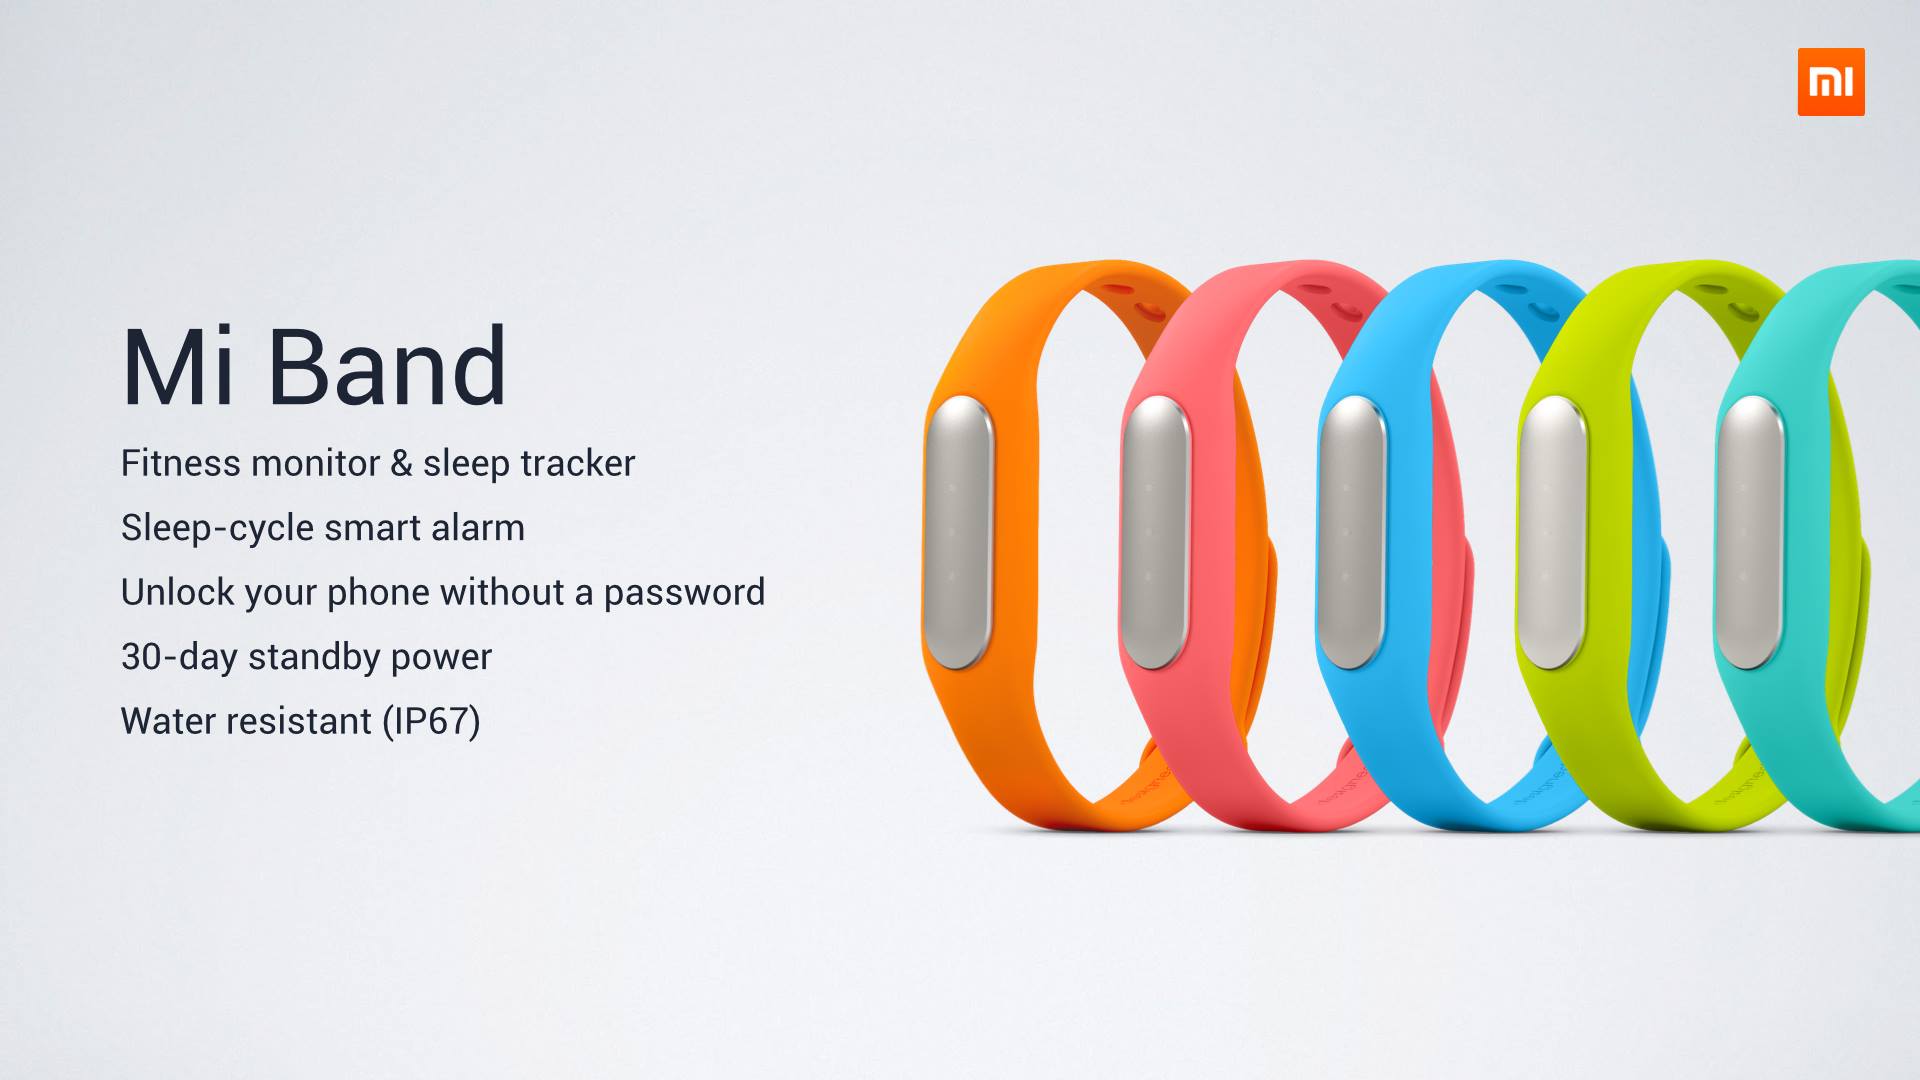 mi
Mi Band
Fitness monitor & sleep tracker
Sleep-cycle smart alarm
Unlock your phone without a password
30-day standby power
Water resistant (IP67)